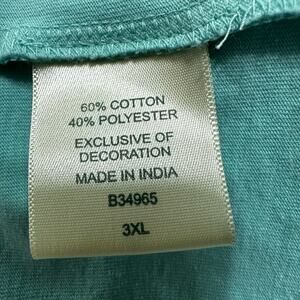 60% COTTON
40% POLYESTER
EXCLUSIVE OF
DECORATION
MADE IN INDIA
B34965
3XL